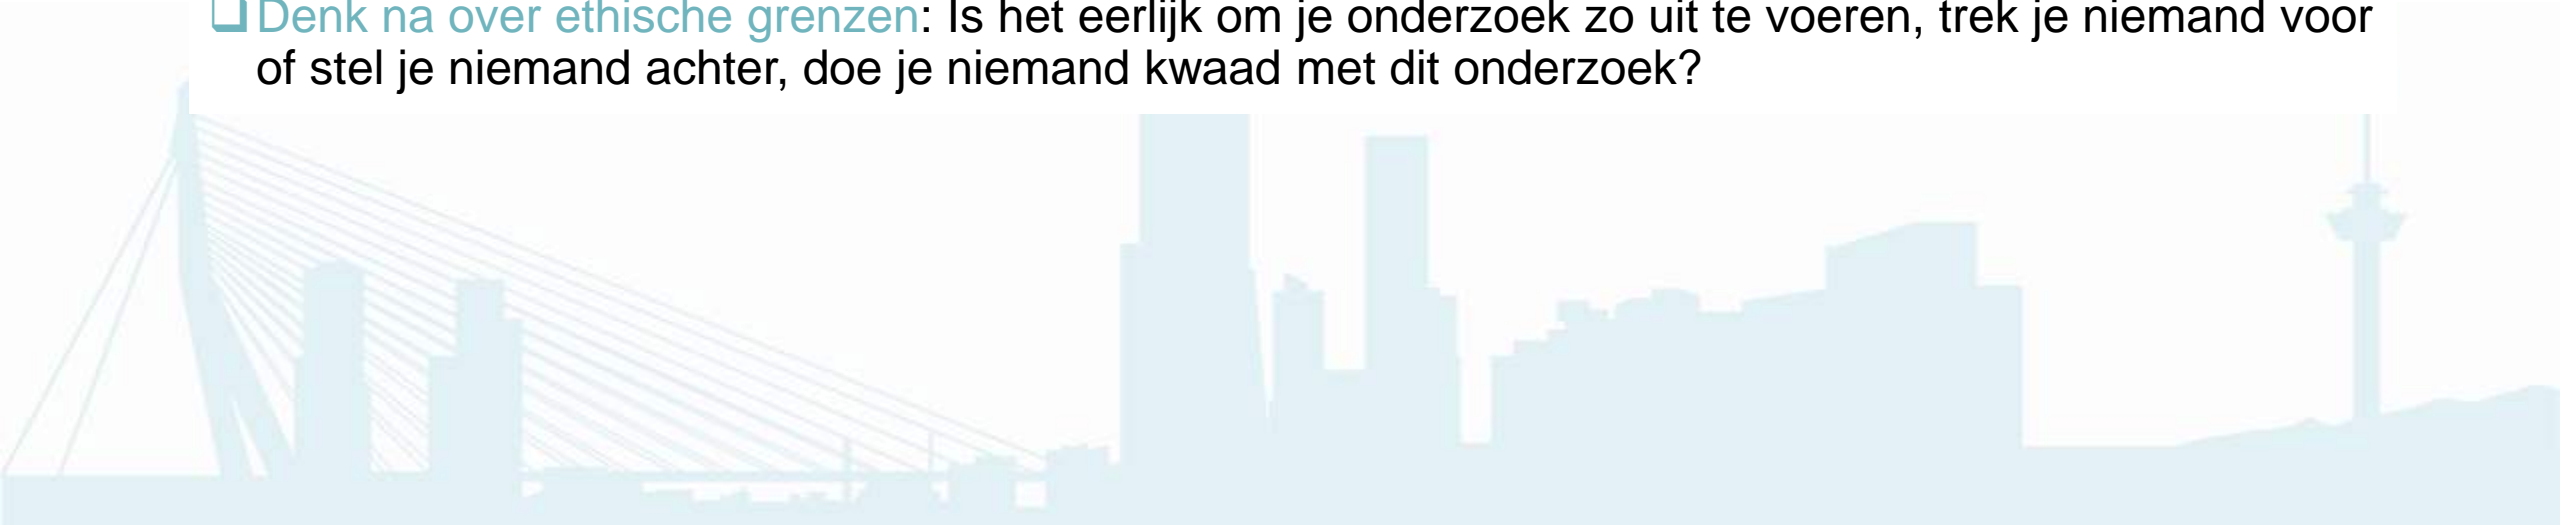 ❑Denk na over ethische grenzen: Is het eerlijk om je onderzoek zo uit te voeren, trek je niemand voor
of stel je niemand achter, doe je niemand kwaad met dit onderzoek?